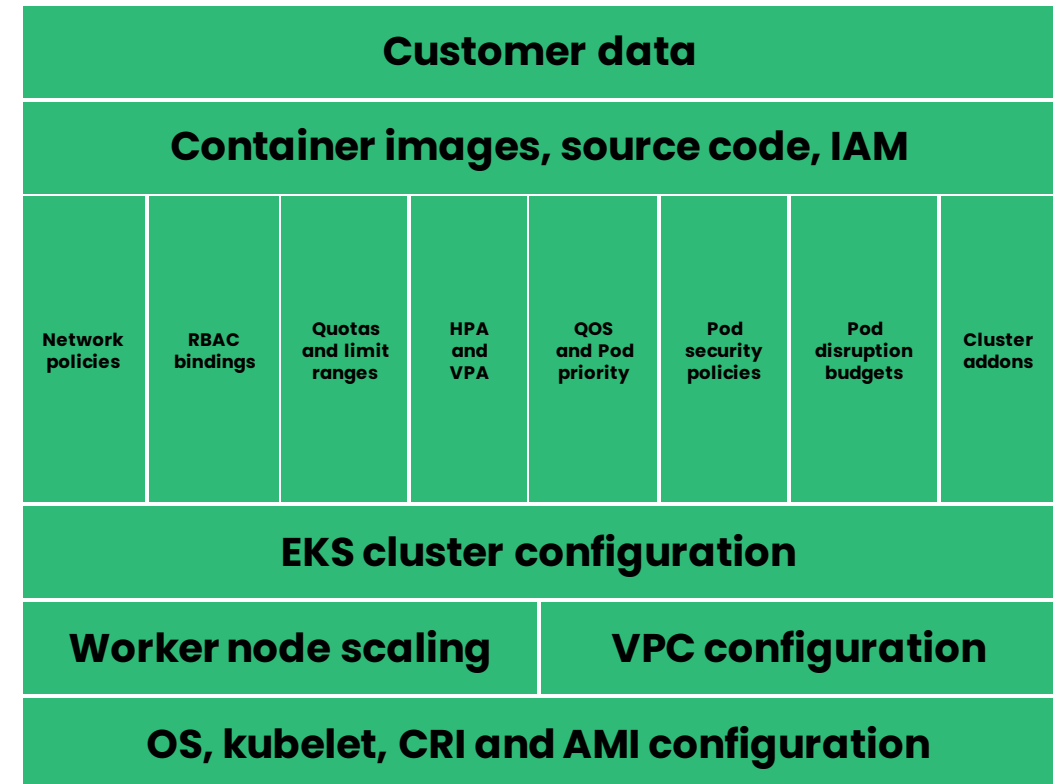 Customer data
Container images, source code, IAM
Network
policies
RBAC
bindings
Quotas
and limit
ranges
HPA
and
VPA
QOS
and Pod
priority
Pod
security
policies
Pod
disruption
budgets
Cluster
addons
EKS cluster configuration
Worker node scaling
VPC configuration
OS, kubelet, CRI and AMI configuration